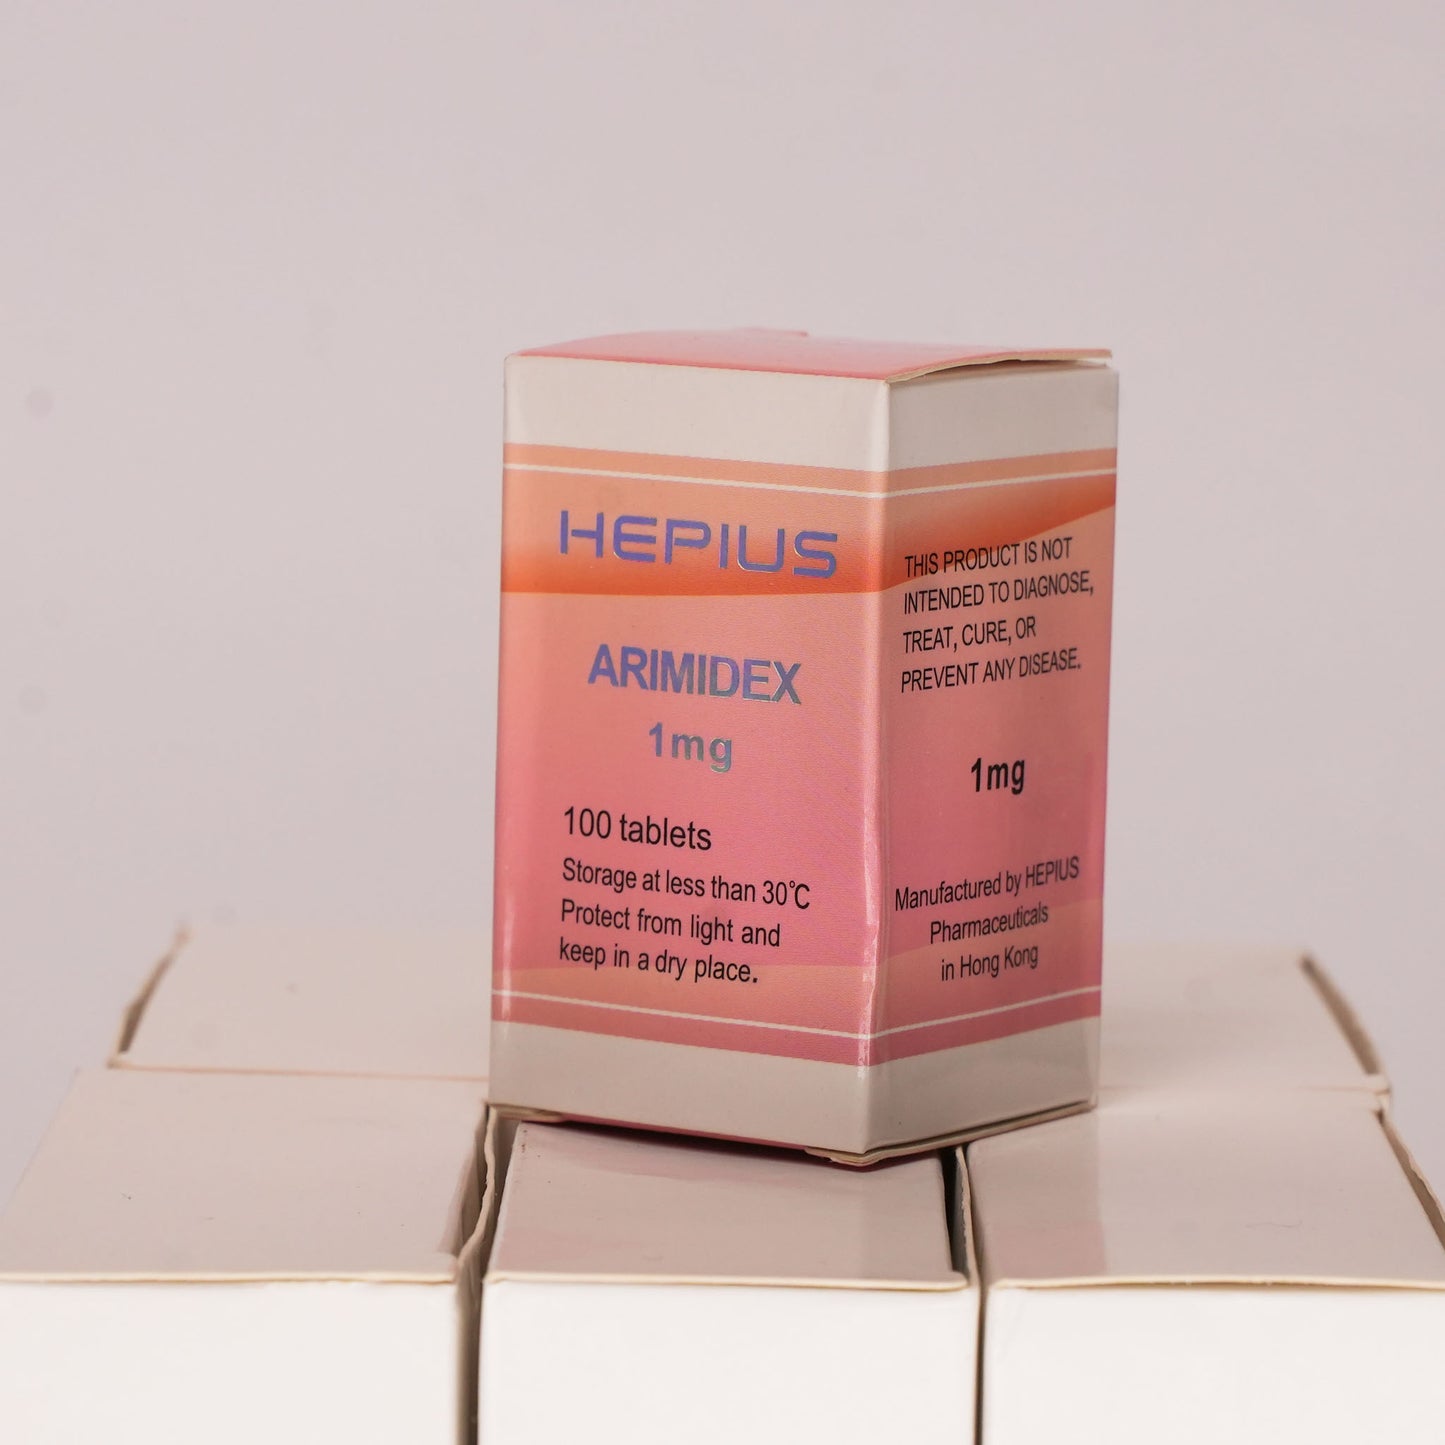 HEPIUS
ARIMIDEX
1mg
100 tablets
Storage at less than 30℃
Protect from light and
keep in a dry place.
THIS PRODUCT IS NOT
INTENDED TO DIAGNOSE,
TREAT, CURE, OR
PREVENT ANY DISEASE.
1mg
Manufactured by HEPIUS
Pharmaceuticals
in Hong Kong